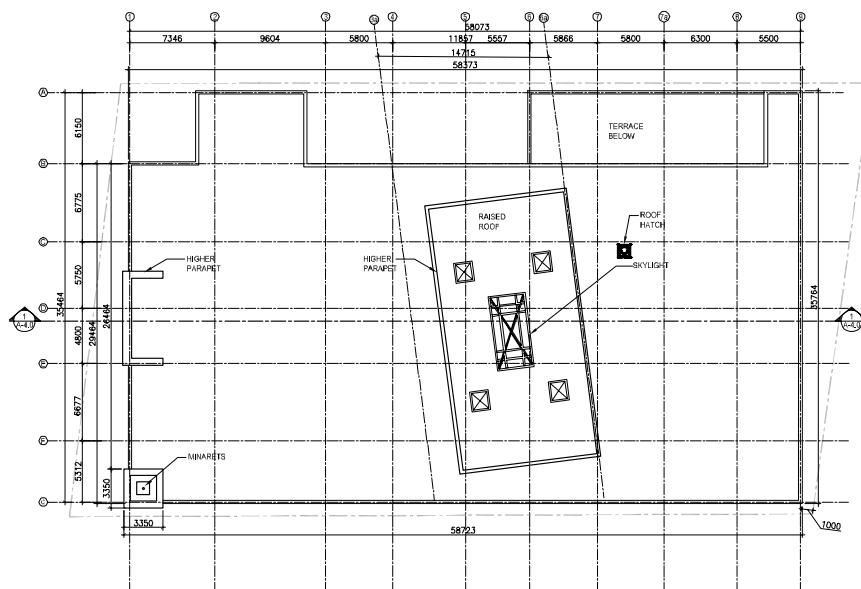 1 2 3 3a 4 5 6 6a 7 7a 8 9
58073
7346 9604 5800 11857 5557 5866 5800 6300 5500
14715
58373
A
B
C
D
E
F
6150
6775
5750
4800
6677
5312
35464
29464
26464
3350
35764
TERRACE
BELOW
RAISED
ROOF
ROOF
HATCH
HIGHER
PARAPET
HIGHER
PARAPET
SKYLIGHT
1
A-4.0
1
A-4.0
MINARETS
3350
58723
1000